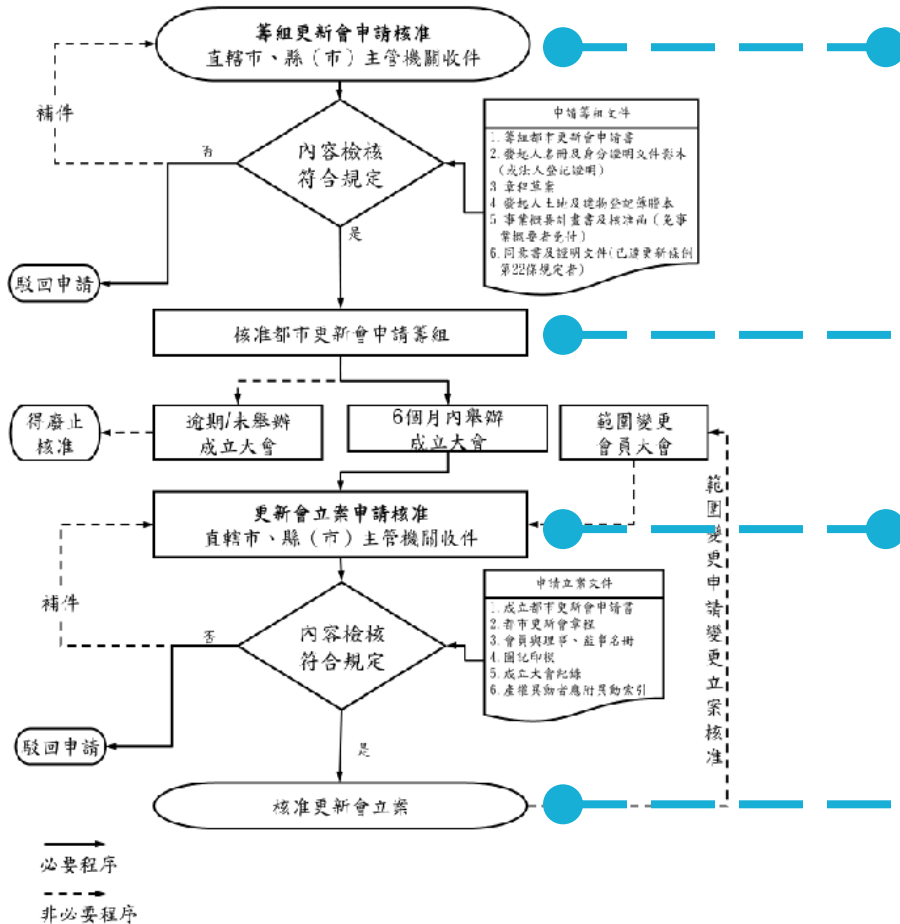 籌組更新會申請核准
直轄市、縣（市）主管機關收件
補件
否
內容檢核
符合規定
是
申請籌組文件
1. 籌組都市更新會申請書
2. 發起人名冊及身分證明文件影本
(或法人登記證明)
3 章程草案
4 發起人土地及建物登記簿謄本
5 事業概要計畫書及核准函(免事
業概要者免付)
6. 同意書及證明文件(已達更新條例
第22條規定者)
駁回申請
核准都市更新會申請籌組
得廢止
核准
逾期/未舉辦
成立大會
6個月內舉辦
成立大會
範圍變更
會員大會
更新會立案申請核准
直轄市、縣（市）主管機關收件
範圍變更申請變更立案核准
補件
否
內容檢核
符合規定
是
申請立案文件
1. 成立都市更新會申請書
2. 都市更新會章程
3. 會員與理事、監事名冊
4. 圖記印模
5. 成立大會紀錄
6. 產權異動者應附異動索引
駁回申請
核准更新會立案
必要程序
非必要程序